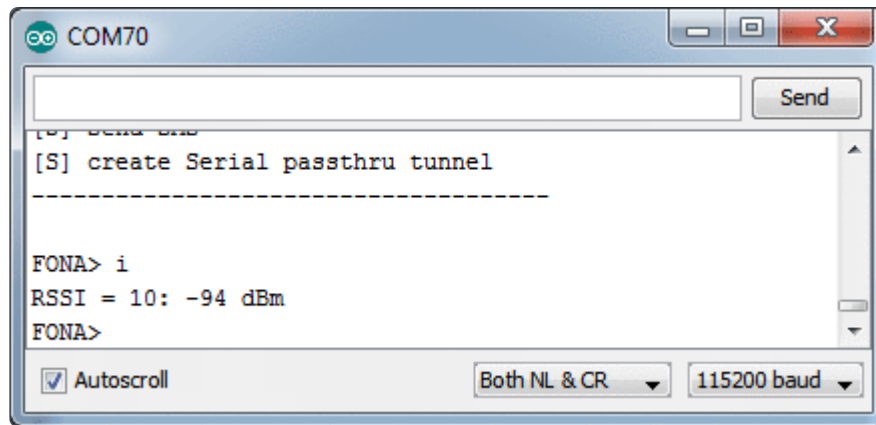 COM70
Send
[S] create Serial passthru tunnel
-------------------------------------
FONA> i
RSSI = 10: -94 dBm
FONA>
Autoscroll
Both NL & CR
115200 baud